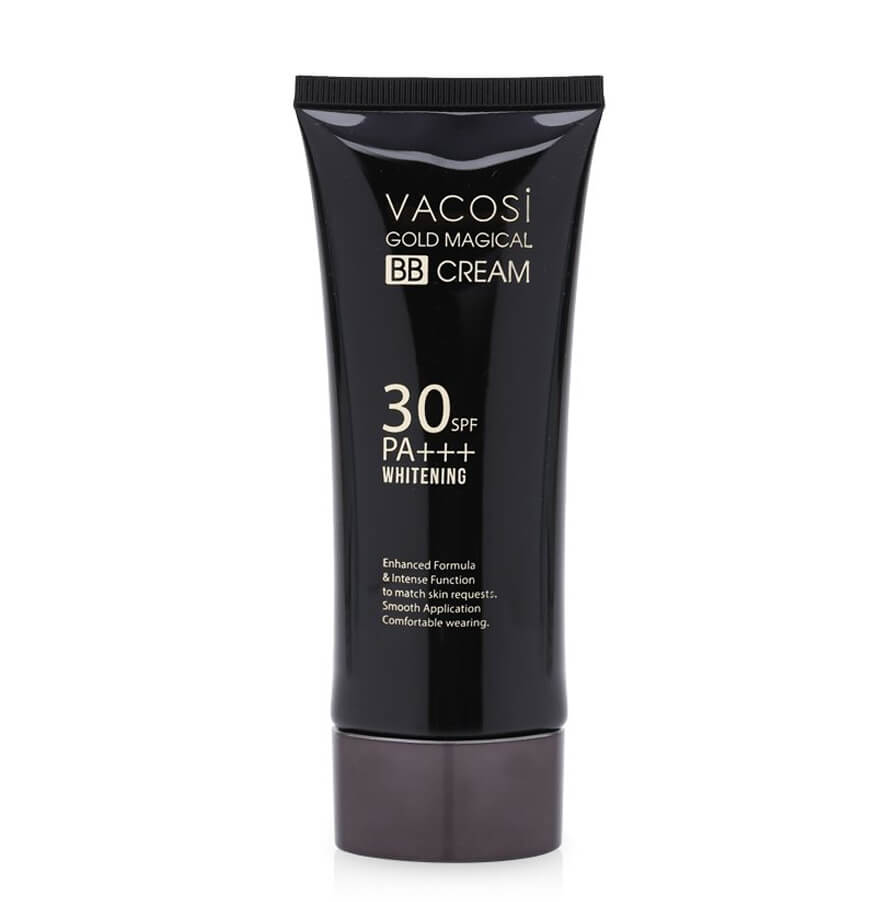 VACOSi
GOLD MAGICAL
BB CREAM
30 SPF
PA+++
WHITENING
Enhanced Formula
& Intense Function
to match skin requests.
Smooth Application
Comfortable wearing.